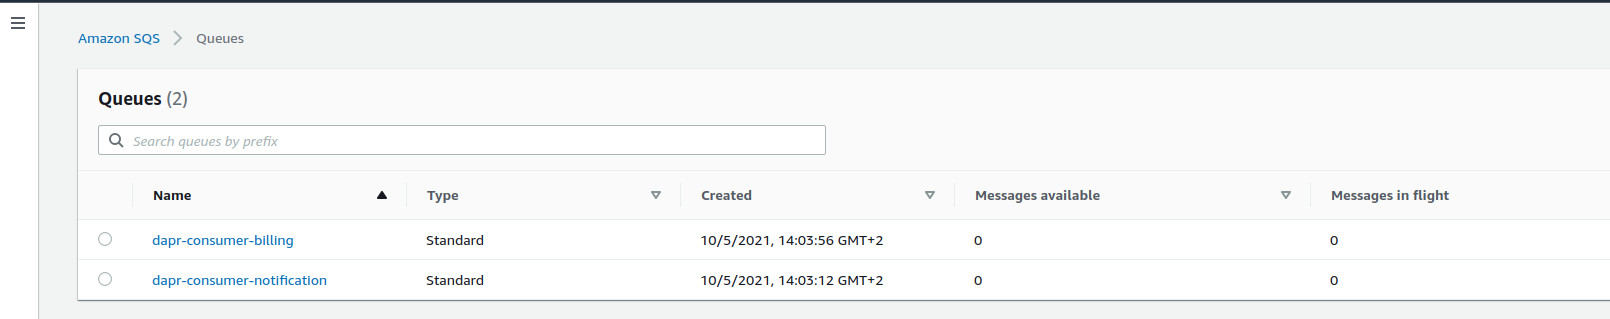 Amazon SQS > Queues
Queues (2)
Search queues by prefix
Name Type Created Messages available Messages in flight
dapr-consumer-billing Standard 10/5/2021, 14:03:56 GMT+2 0 0
dapr-consumer-notification Standard 10/5/2021, 14:03:12 GMT+2 0 0